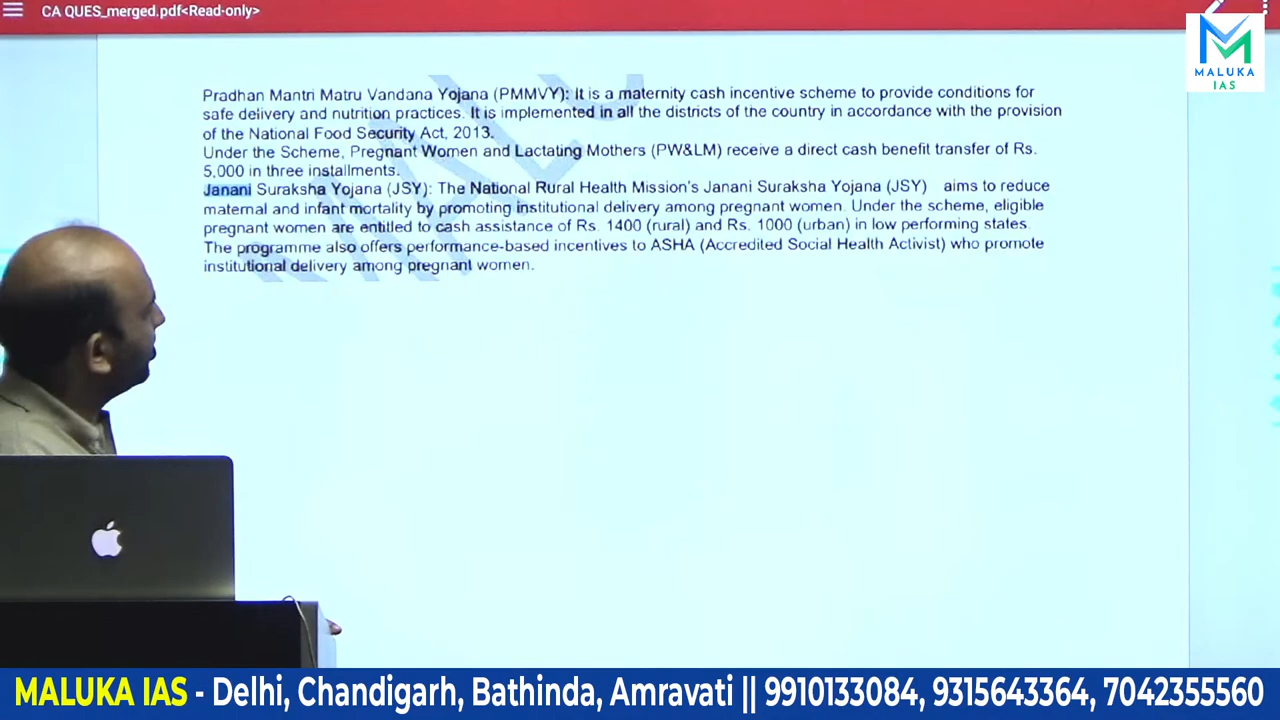 CA QUES_merged.pdf<Read-only>
MALUKA
IAS
Pradhan Mantri Matru Vandana Yojana (PMMVY): It is a maternity cash incentive scheme to provide conditions for
safe delivery and nutrition practices. It is implemented in all the districts of the country in accordance with the provision
of the National Food Security Act, 2013.
Under the Scheme, Pregnant Women and Lactating Mothers (PW&LM) receive a direct cash benefit transfer of Rs.
5,000 in three installments.
Janani Suraksha Yojana (JSY): The National Rural Health Mission's Janani Suraksha Yojana (JSY) aims to reduce
maternal and infant mortality by promoting institutional delivery among pregnant women. Under the scheme, eligible
pregnant women are entitled to cash assistance of Rs. 1400 (rural) and Rs. 1000 (urban) in low performing states.
The programme also offers performance-based incentives to ASHA (Accredited Social Health Activist) who promote
institutional delivery among pregnant women.
MALUKA IAS - Delhi, Chandigarh, Bathinda, Amravati || 9910133084, 9315643364, 7042355560